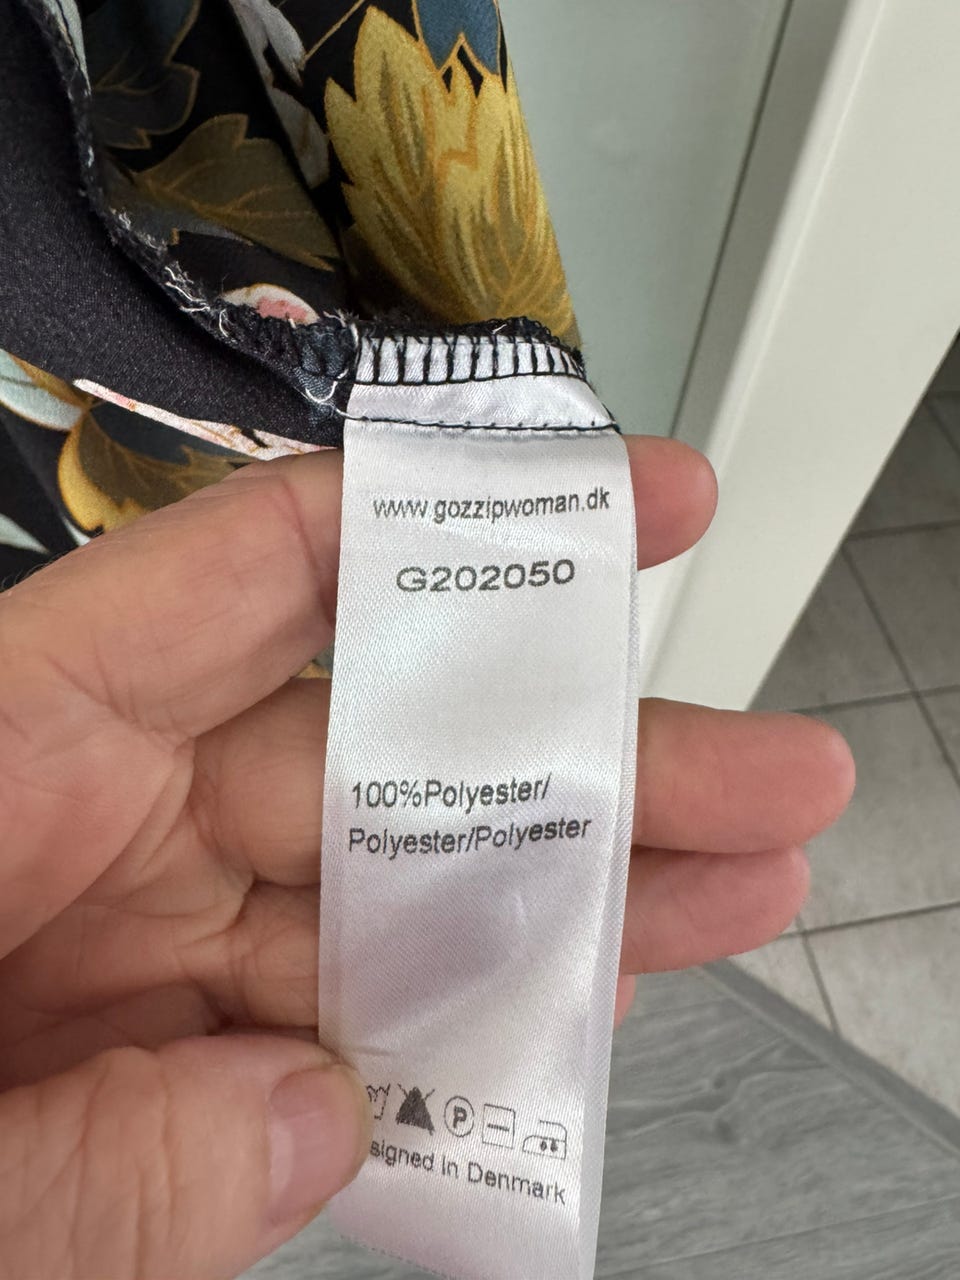 www.gozzipwoman.dk
G202050
100%Polyester/
Polyester/Polyester
P
signed in Denmark